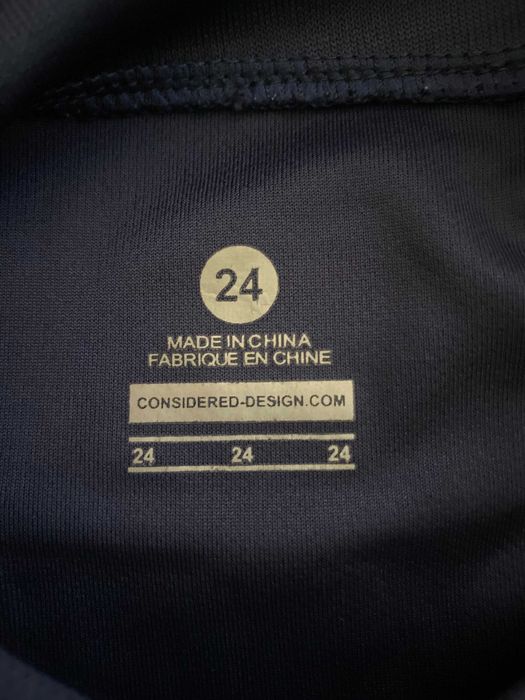 24
MADE IN CHINA
FABRIQUE EN CHINE
CONSIDERED-DESIGN.COM
24 24 24